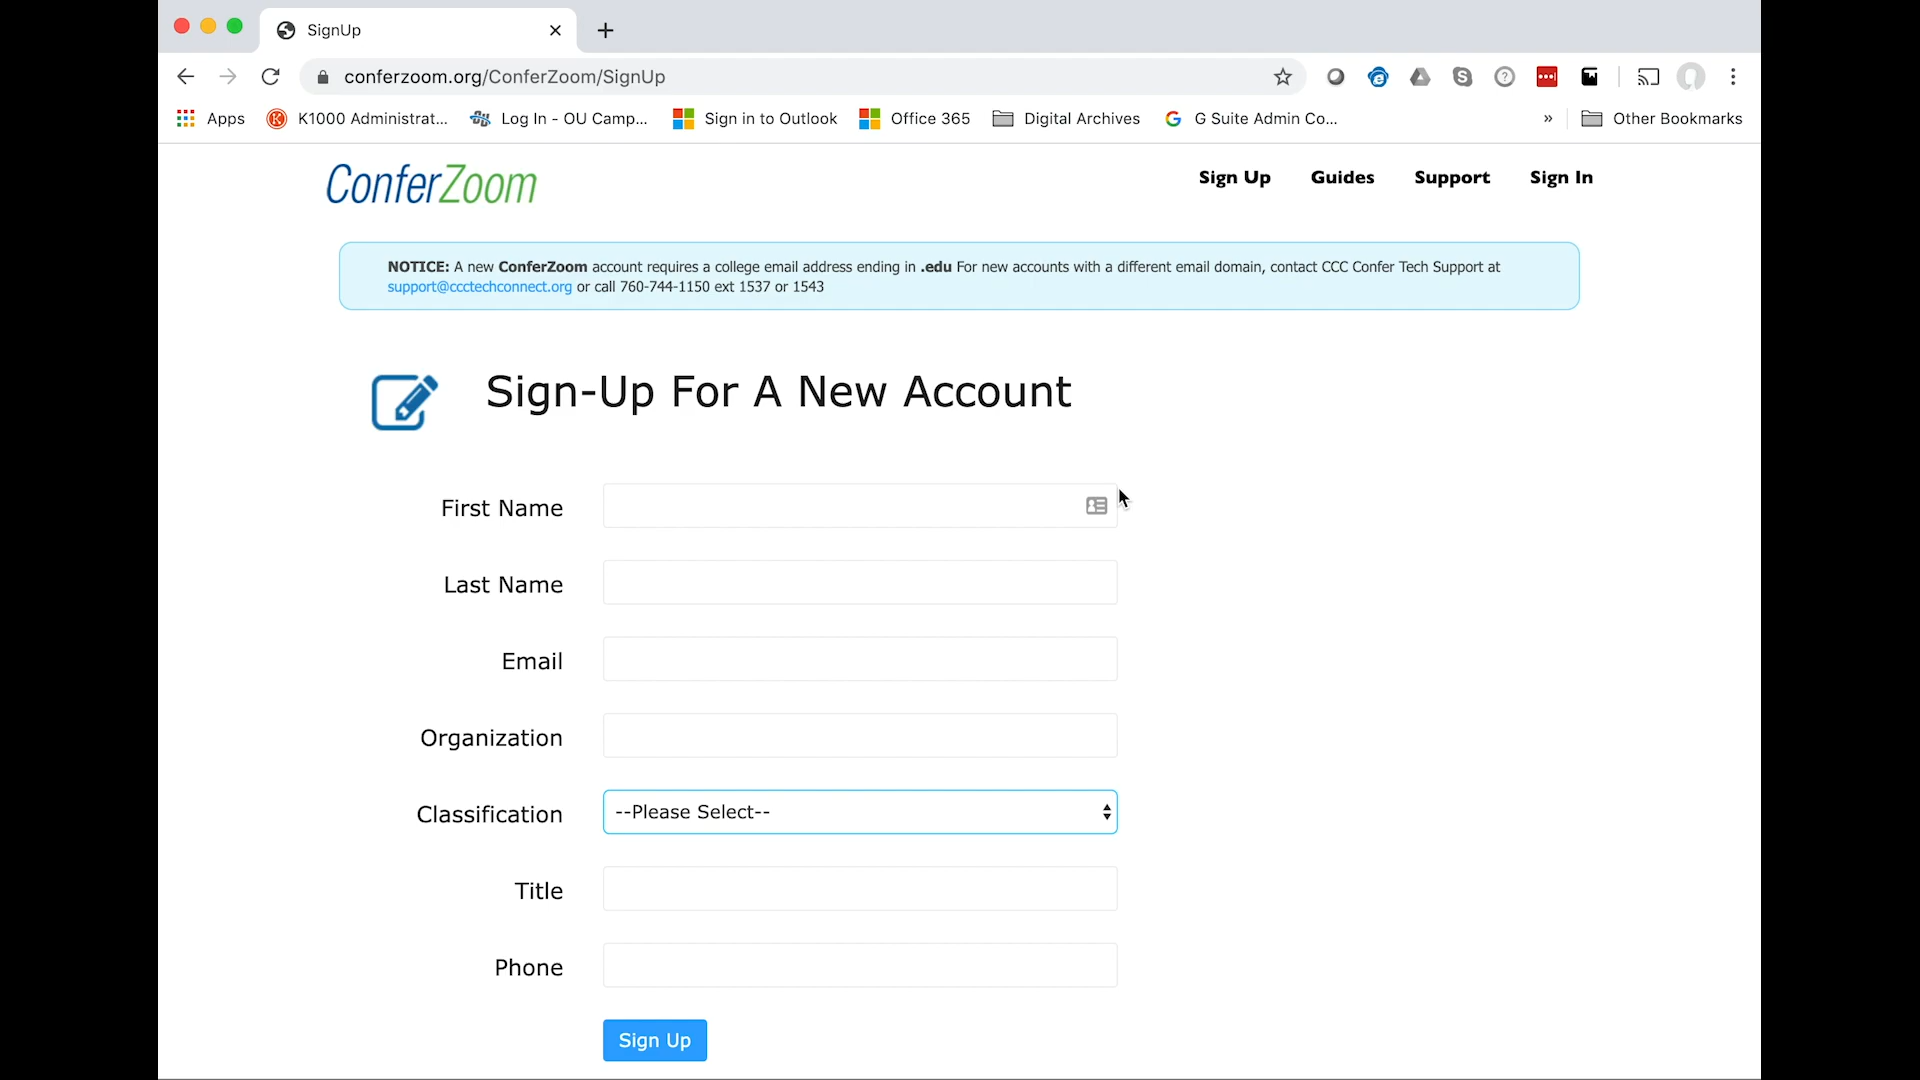 SignUp
conferzoom.org/ConferZoom/SignUp
Apps K1000 Administrat... Log In - OU Camp... Sign in to Outlook Office 365 Digital Archives G Suite Admin Co... » Other Bookmarks
ConferZoom
Sign Up Guides Support Sign In
NOTICE: A new ConferZoom account requires a college email address ending in .edu For new accounts with a different email domain, contact CCC Confer Tech Support at
support@ccctechconnect.org or call 760-744-1150 ext 1537 or 1543
Sign-Up For A New Account
First Name
Last Name
Email
Organization
Classification --Please Select--
Title
Phone
Sign Up